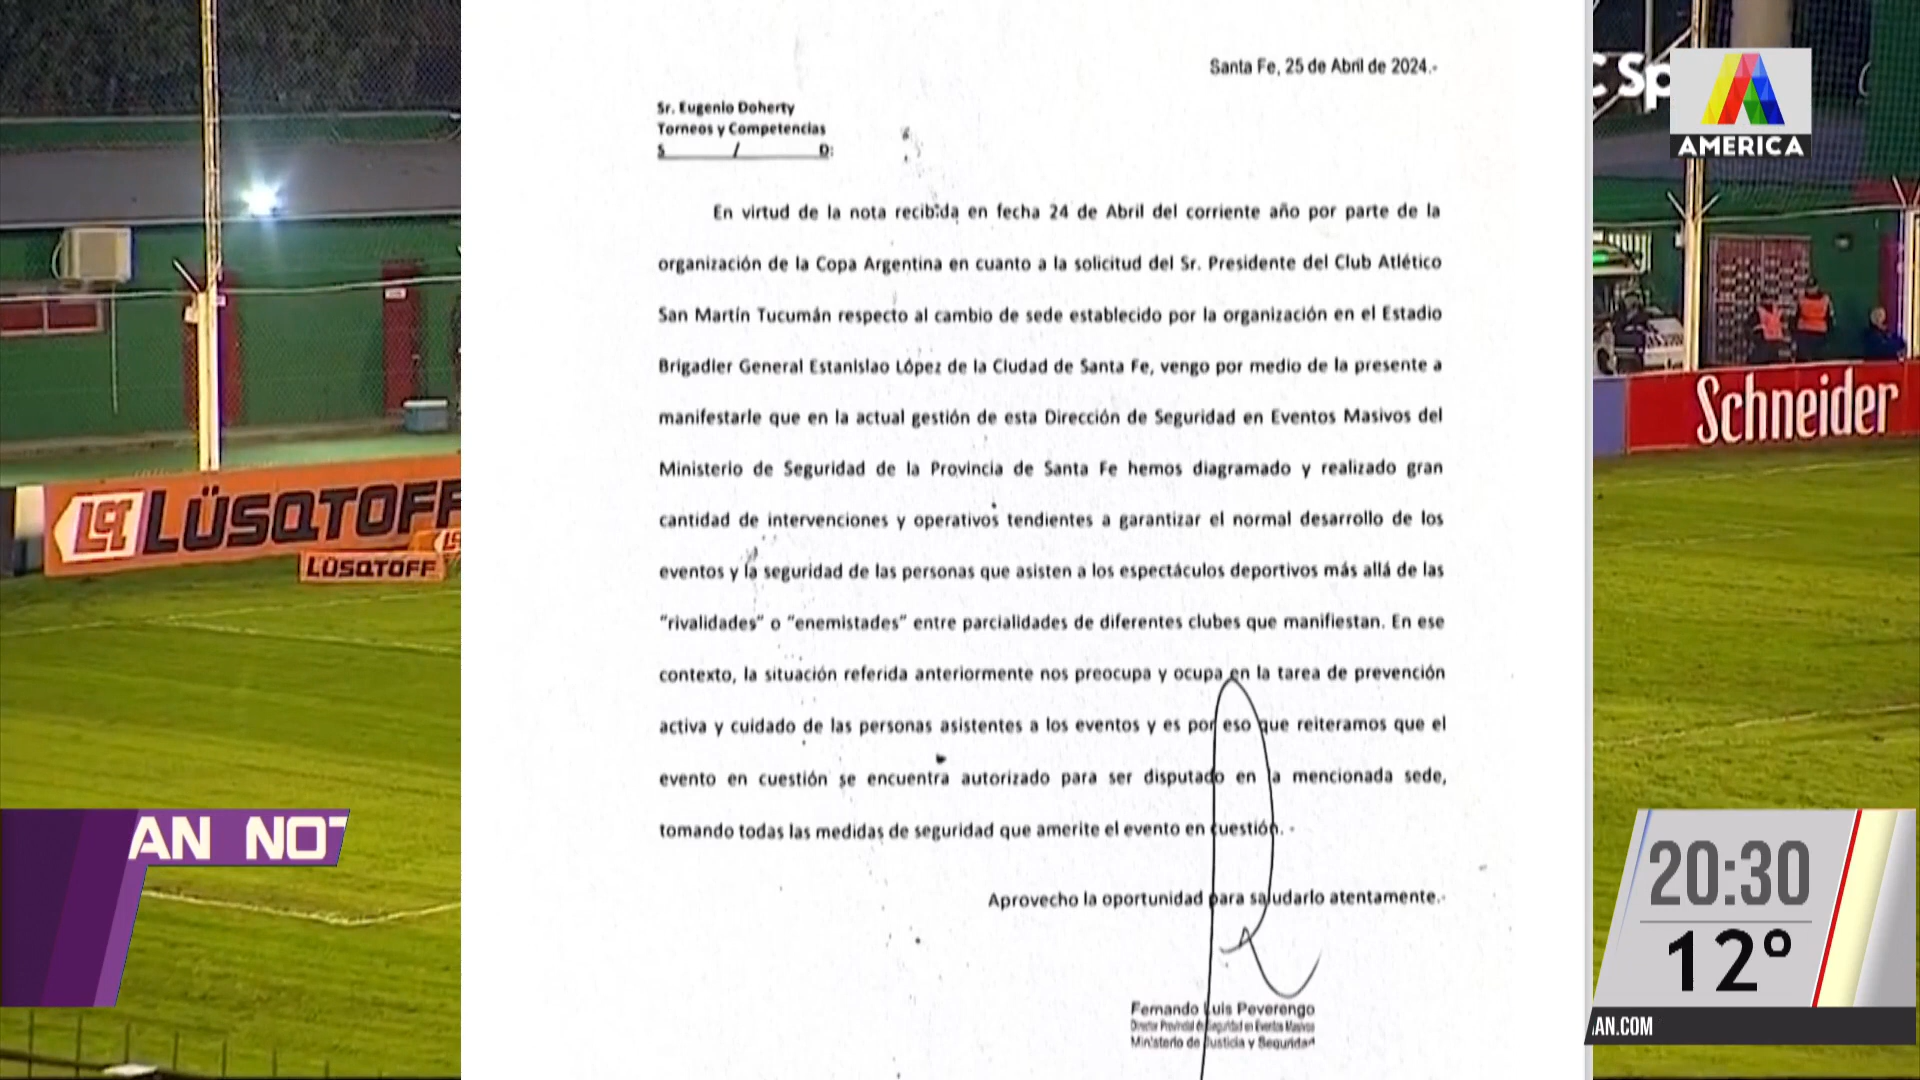 Santa Fe, 25 de Abril de 2024.-
Sr. Eugenio Doherty
Torneos y Competencias
S / D:
En virtud de la nota recibida en fecha 24 de Abril del corriente año por parte de la
organización de la Copa Argentina en cuanto a la solicitud del Sr. Presidente del Club Atlético
San Martín Tucumán respecto al cambio de sede establecido por la organización en el Estadio
Brigadier General Estanislao López de la Ciudad de Santa Fe, vengo por medio de la presente a
manifestarle que en la actual gestión de esta Dirección de Seguridad en Eventos Masivos del
Ministerio de Seguridad de la Provincia de Santa Fe hemos diagramado y realizado gran
cantidad de intervenciones y operativos tendientes a garantizar el normal desarrollo de los
eventos y la seguridad de las personas que asisten a los espectáculos deportivos más allá de las
"rivalidades" o "enemistades" entre parcialidades de diferentes clubes que manifiestan. En ese
contexto, la situación referida anteriormente nos preocupa y ocupa en la tarea de prevención
activa y cuidado de las personas asistentes a los eventos y es por eso que reiteramos que el
evento en cuestión se encuentra autorizado para ser disputado en la mencionada sede,
tomando todas las medidas de seguridad que amerite el evento en cuestión. -
Aprovecho la oportunidad para saludarlo atentamente.-
Fernando Luis Peverengo
Director Provincial de Seguridad en Eventos Masivos
Ministerio de Justicia y Seguridad
LÜSQTOFF
LÜSQTOFF
C Sp
AMERICA
Schneider
AN NOT
20:30
12°
AN.COM